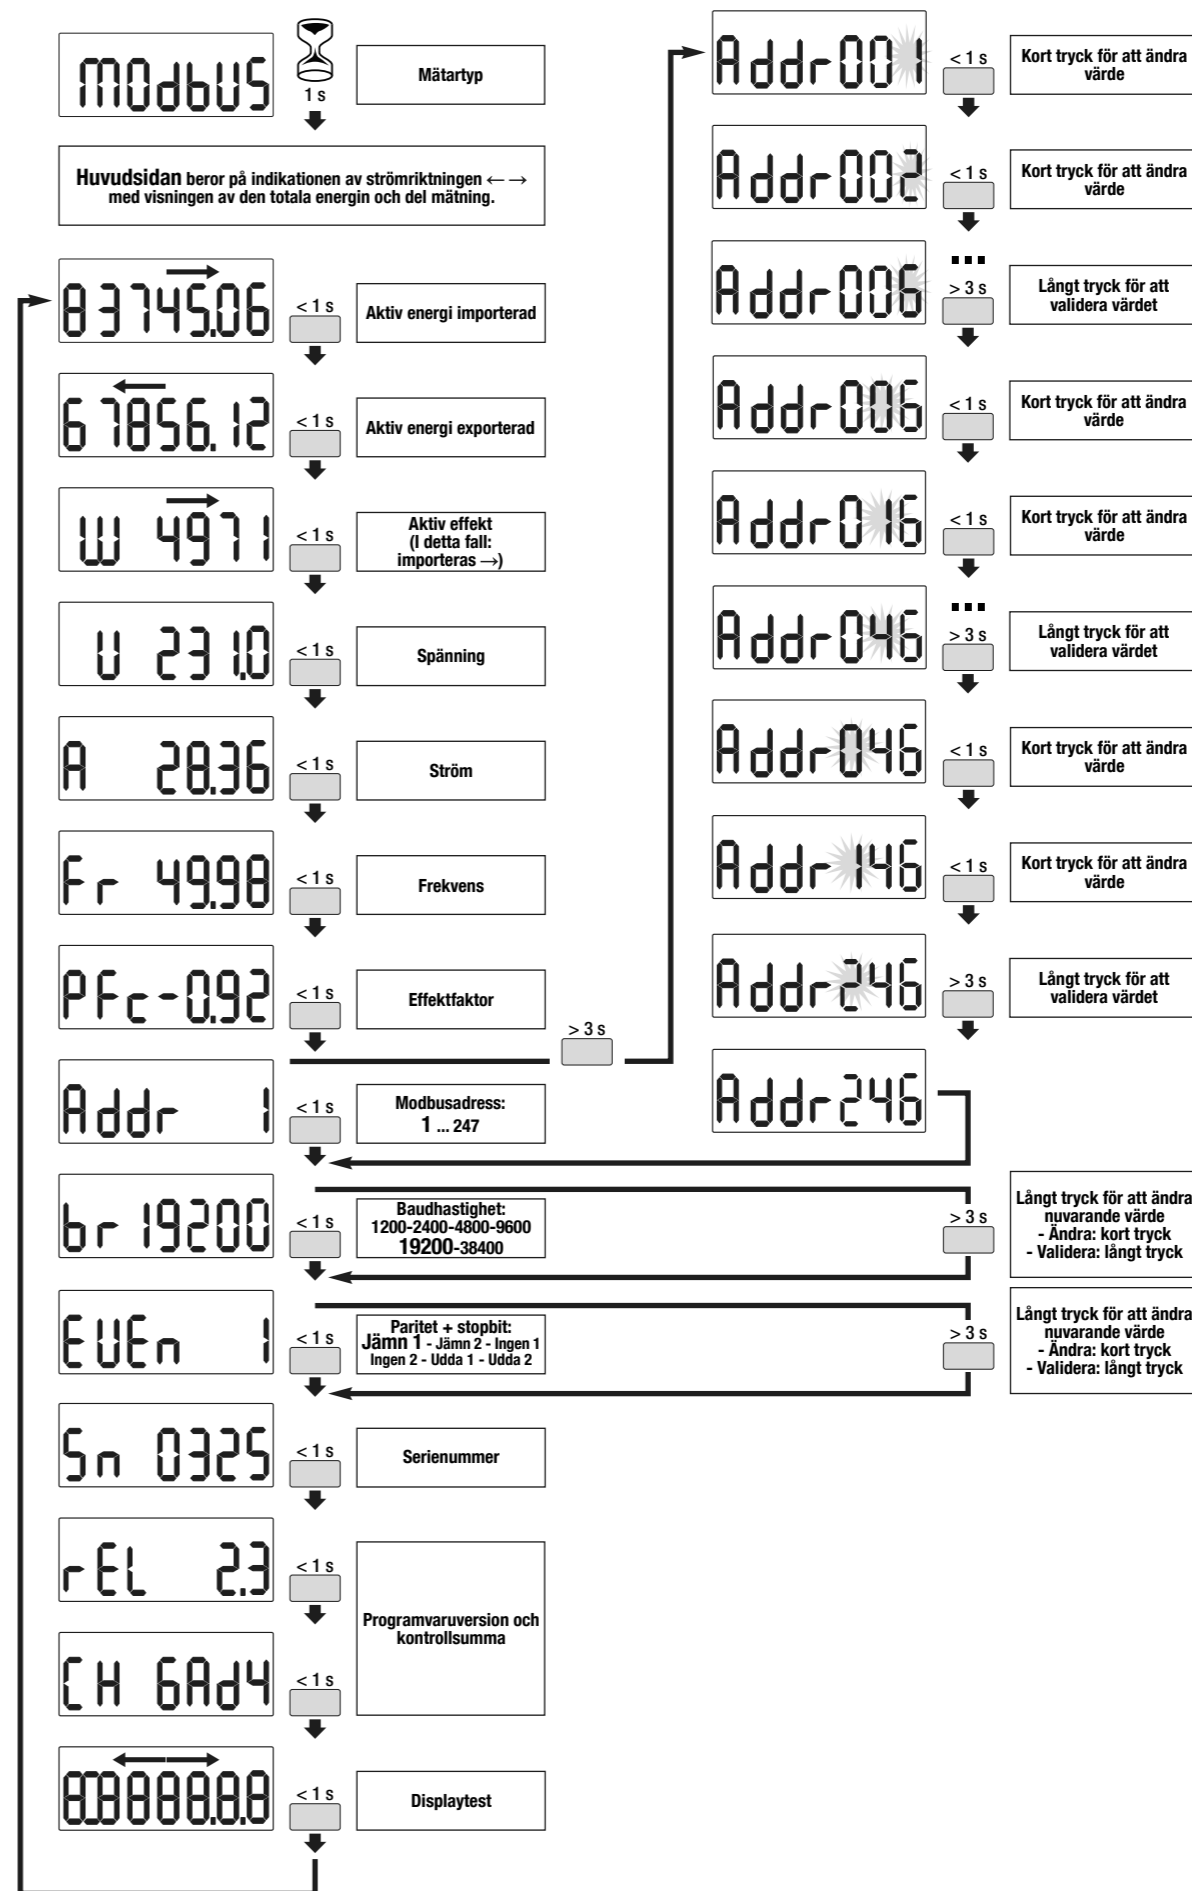 M0dbUS
1 s
Mätartyp
Huvudsidan beror på indikationen av strömriktningen ←→
med visningen av den totala energin och del mätning.
83745.06
< 1 s
Aktiv energi importerad
67856.12
< 1 s
Aktiv energi exporterad
W 4971
< 1 s
Aktiv effekt
(I detta fall:
importeras →)
U 231.0
< 1 s
Spänning
A 28.36
< 1 s
Ström
Fr 49.98
< 1 s
Frekvens
PFc-0.92
< 1 s
Effektfaktor
> 3 s
Addr 1
< 1 s
Modbusadress:
1 ... 247
br 19200
< 1 s
Baudhastighet:
1200-2400-4800-9600
19200-38400
> 3 s
Långt tryck för att ändra
nuvarande värde
- Ändra: kort tryck
- Validera: långt tryck
EUEn 1
< 1 s
Paritet + stopbit:
Jämn 1 - Jämn 2 - Ingen 1
Ingen 2 - Udda 1 - Udda 2
> 3 s
Långt tryck för att ändra
nuvarande värde
- Ändra: kort tryck
- Validera: långt tryck
Sn 0325
< 1 s
Serienummer
rEL 2.3
< 1 s
Programvaruversion och
kontrollsumma
CH 6Ad4
< 1 s
888888.8.8
< 1 s
Displaytest
Addr001
< 1 s
Kort tryck för att ändra
värde
Addr002
< 1 s
Kort tryck för att ändra
värde
Addr006
...
> 3 s
Långt tryck för att
validera värdet
Addr006
< 1 s
Kort tryck för att ändra
värde
Addr016
< 1 s
Kort tryck för att ändra
värde
Addr046
...
> 3 s
Långt tryck för att
validera värdet
Addr046
< 1 s
Kort tryck för att ändra
värde
Addr146
< 1 s
Kort tryck för att ändra
värde
Addr246
> 3 s
Långt tryck för att
validera värdet
Addr246